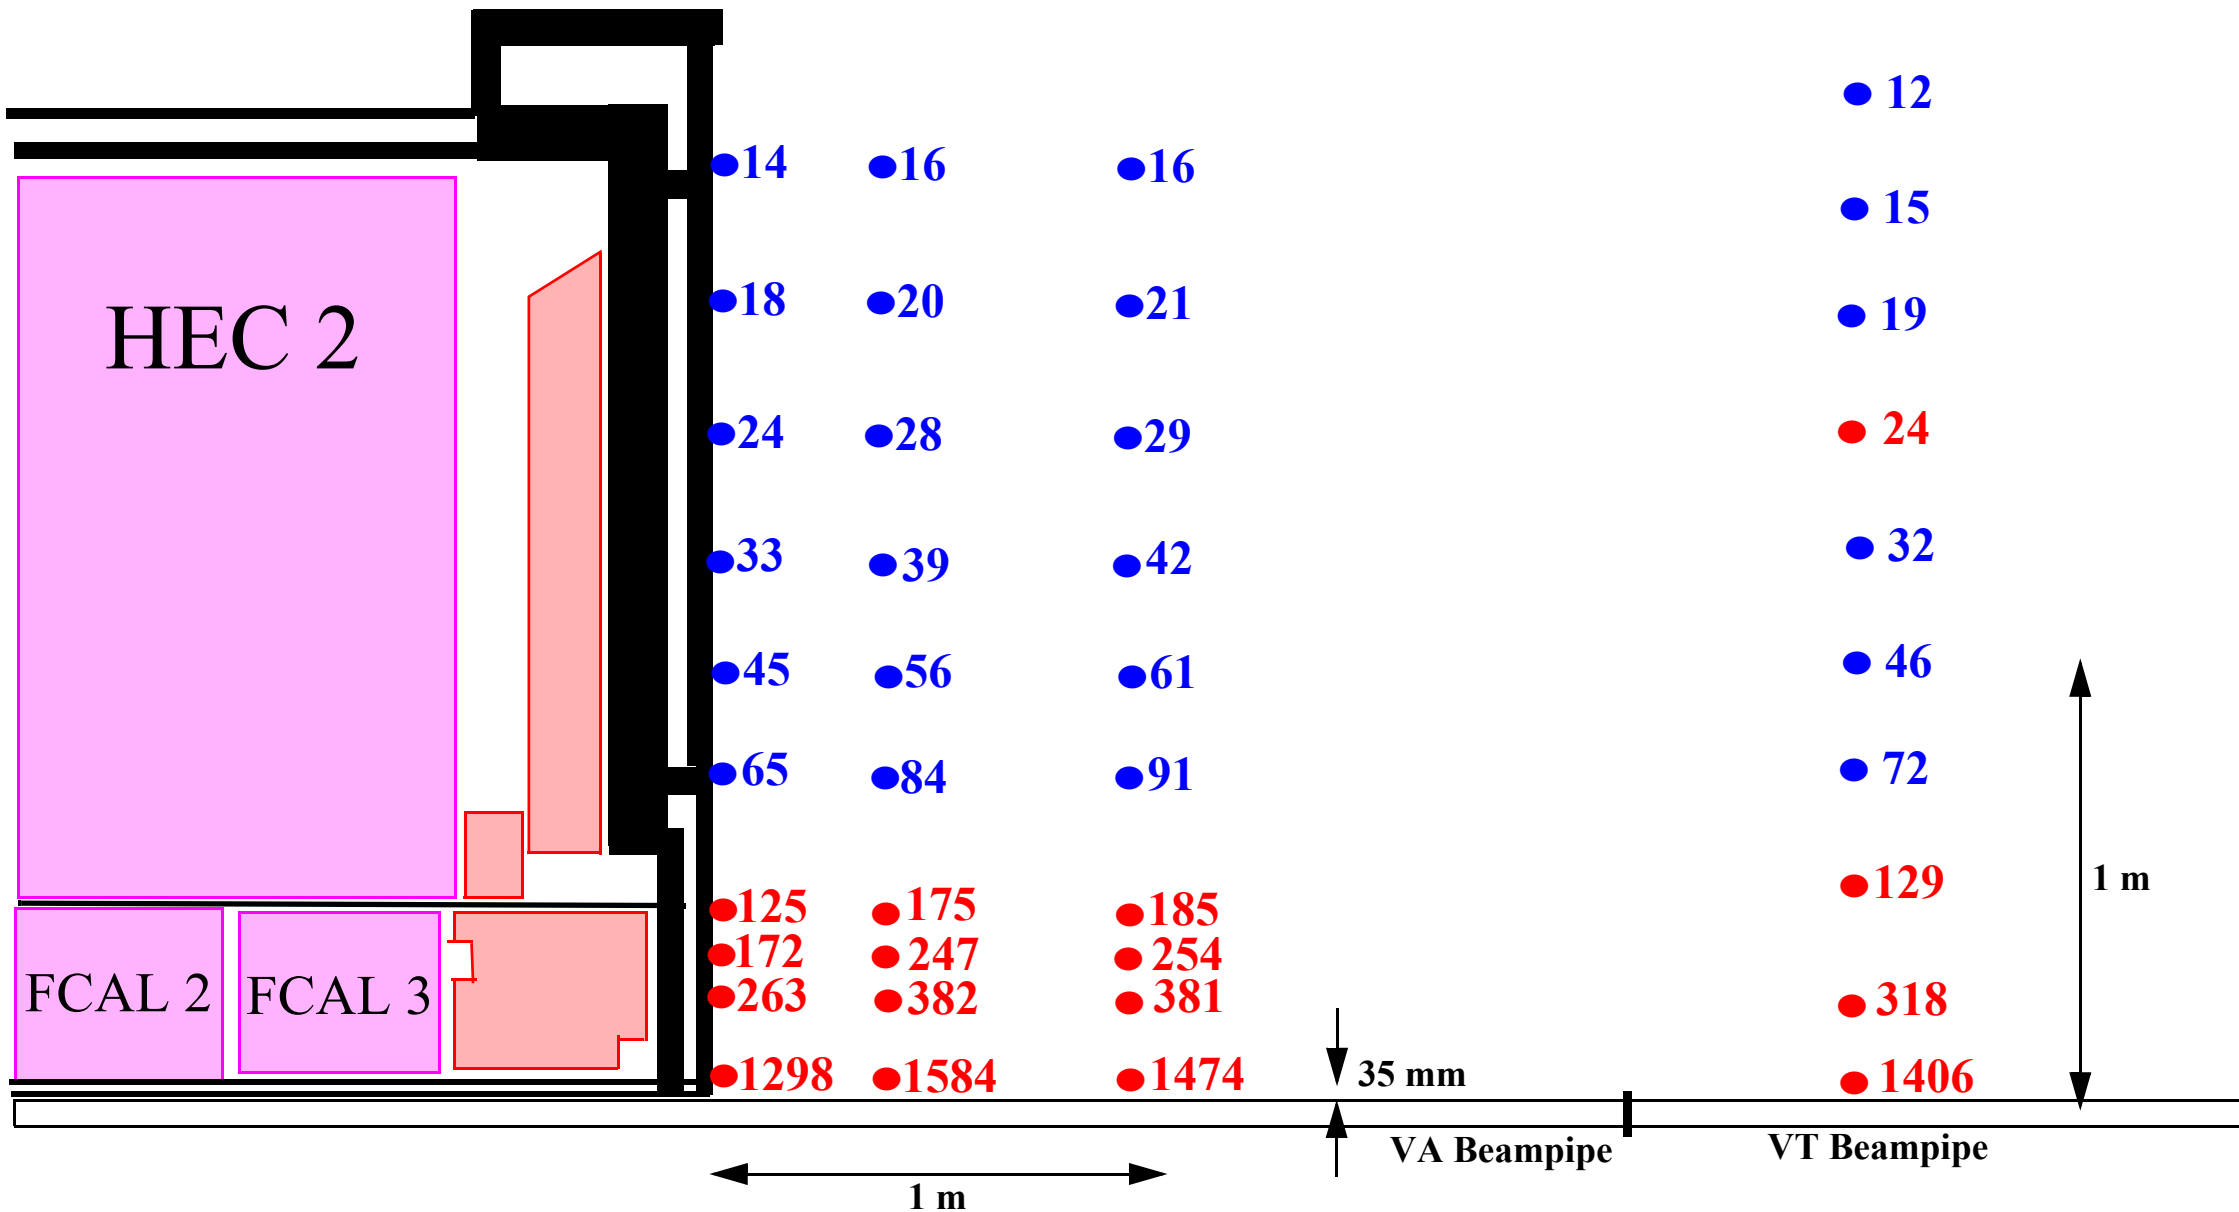 12
14 16 16
15
18 20 21 19
HEC 2
24 28 29 24
33 39 42 32
45 56 61 46
65 84 91 72
125 175 185 129
1 m
172 247 254
FCAL 2 FCAL 3 263 382 381 318
1298 1584 1474 35 mm 1406
VA Beampipe VT Beampipe
1 m